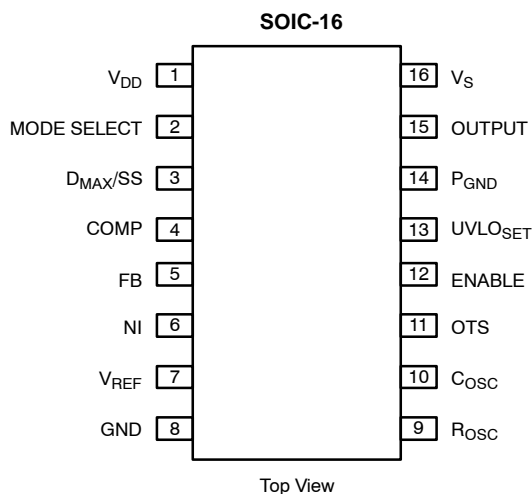 SOIC-16
V_DD 1 16 V_S
MODE SELECT 2 15 OUTPUT
D_MAX/SS 3 14 P_GND
COMP 4 13 UVLO_SET
FB 5 12 ENABLE
NI 6 11 OTS
V_REF 7 10 C_OSC
GND 8 9 R_OSC
Top View